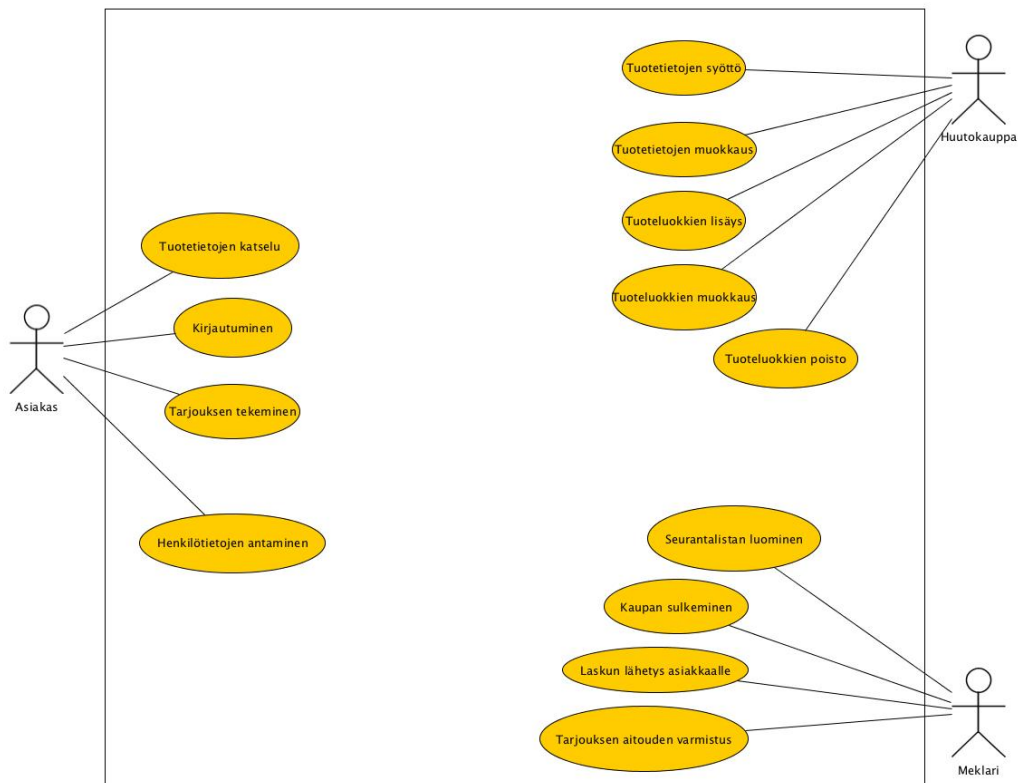 Tuotetietojen syöttö
Huutokauppa
Tuotetietojen muokkaus
Tuoteluokkien lisäys
Tuotetietojen katselu
Tuoteluokkien muokkaus
Kirjautuminen
Tuoteluokkien poisto
Asiakas
Tarjouksen tekeminen
Henkilötietojen antaminen
Seurantalistan luominen
Kaupan sulkeminen
Laskun lähetys asiakkaalle
Tarjouksen aitouden varmistus
Meklari